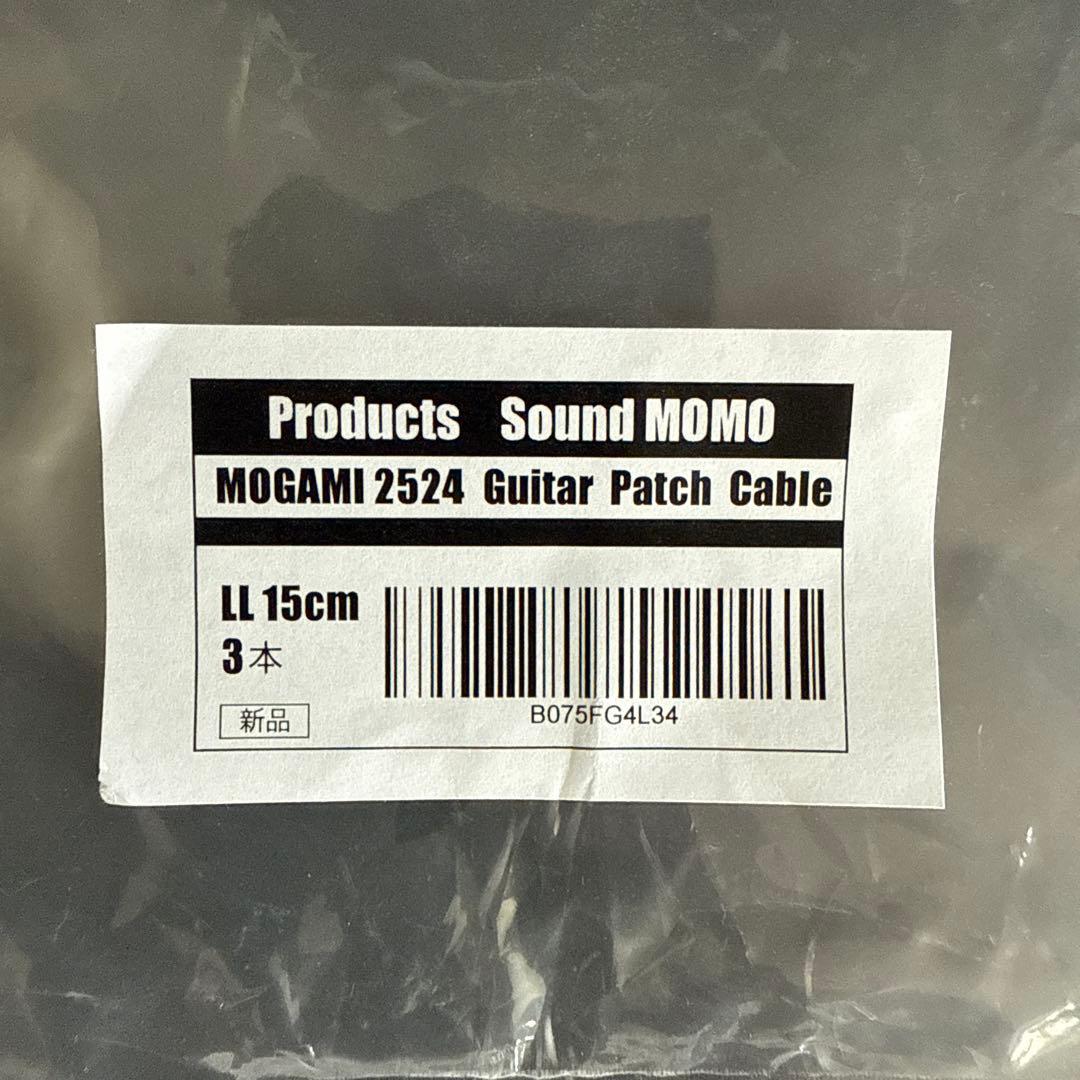 Products Sound MOMO
MOGAMI 2524 Guitar Patch Cable
LL 15cm
3本
新品
B075FG4L34